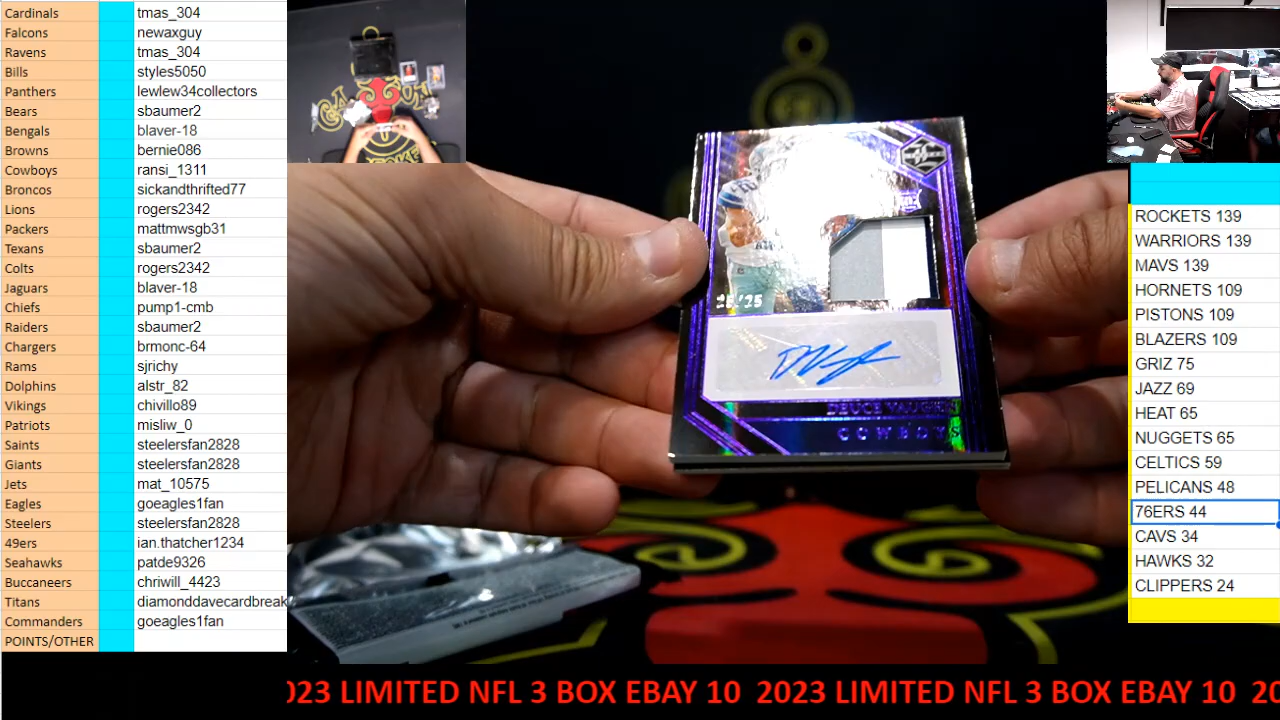 Cardinals tmas_304
Falcons newaxguy
Ravens tmas_304
Bills styles5050
Panthers lewlew34collectors
Bears sbaumer2
Bengals blaver-18
Browns bernie086
Cowboys ransi_1311
Broncos sickandthrifted77
Lions rogers2342
Packers mattmwsgb31
Texans sbaumer2
Colts rogers2342
Jaguars blaver-18
Chiefs pump1-cmb
Raiders sbaumer2
Chargers brmonc-64
Rams sjrichy
Dolphins alstr_82
Vikings chivillo89
Patriots misliw_0
Saints steelersfan2828
Giants steelersfan2828
Jets mat_10575
Eagles goeagles1fan
Steelers steelersfan2828
49ers ian.thatcher1234
Seahawks patde9326
Buccaneers chriwill_4423
Titans diamonddavecardbreak
Commanders goeagles1fan
POINTS/OTHER
DEUCE VAUGHN
COWBOYS
ROCKETS 139
WARRIORS 139
MAVS 139
HORNETS 109
PISTONS 109
BLAZERS 109
GRIZ 75
JAZZ 69
HEAT 65
NUGGETS 65
CELTICS 59
PELICANS 48
76ERS 44
CAVS 34
HAWKS 32
CLIPPERS 24
023 LIMITED NFL 3 BOX EBAY 10 2023 LIMITED NFL 3 BOX EBAY 10 20